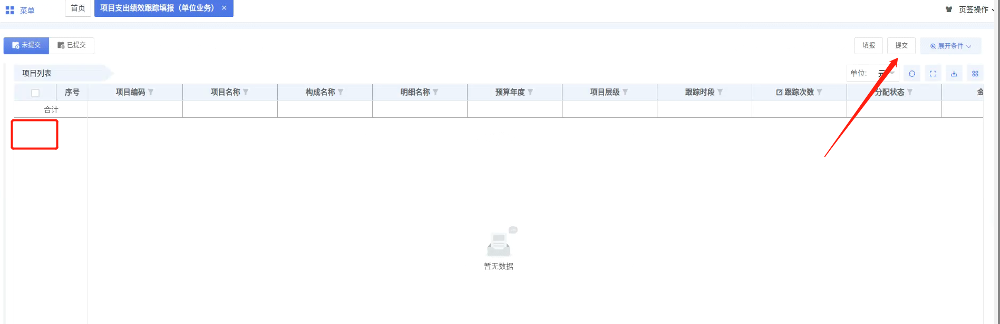 菜单 首页 项目支出绩效跟踪填报（单位业务） × 页签操作
未提交 已提交 填报 提交 展开条件
项目列表 单位: 元
序号 项目编码 项目名称 构成名称 明细名称 预算年度 项目层级 跟踪时段 跟踪次数 分配状态
合计
暂无数据